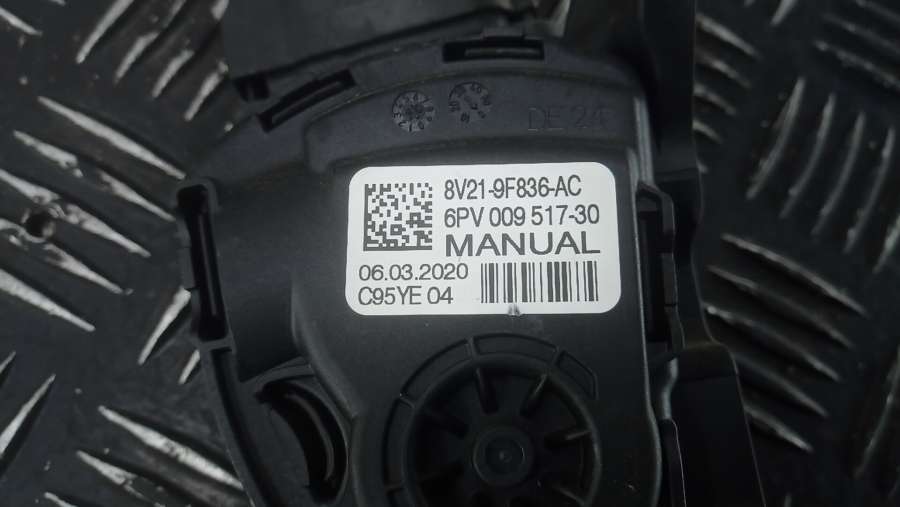 DE 24
8V21-9F836-AC
6PV 009 517-30
MANUAL
06.03.2020
C95YE 04